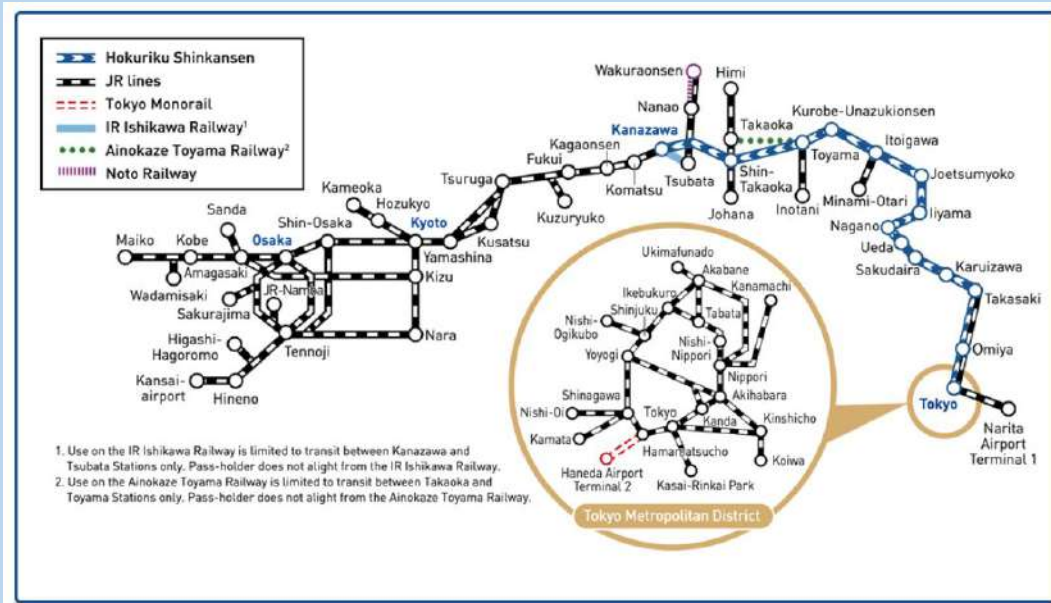 Hokuriku Shinkansen
JR lines
Tokyo Monorail
IR Ishikawa Railway¹
Ainokaze Toyama Railway²
Noto Railway
Wakuraonsen
Himi
Nanao
Takaoka
Kurobe-Unazukionsen
Kanazawa
Itoigawa
Kagaonsen
Toyama
Fukui
Tsuruga
Komatsu
Tsubata
Shin-
Takaoka
Joetsumyoko
Minami-Otari
Inotani
Johana
Iiyama
Kameoka
Hozukyo
Kuzuryuko
Nagano
Sanda
Shin-Osaka
Kyoto
Kusatsu
Ueda
Maiko
Kobe
Osaka
Yamashina
Sakudaira
Karuizawa
Amagasaki
Kizu
Wadamisaki
JR-Namba
Takasaki
Sakurajima
Nara
Higashi-
Hagoromo
Tennoji
Omiya
Kansai-
airport
Hineno
Tokyo
Narita
Airport
Terminal 1
Ukimafunado
Akabane
Ikebukuro
Kanamachi
Shinjuku
Tabata
Nishi-
Ogikubo
Nishi-
Nippori
Yoyogi
Nippori
Akihabara
Shinagawa
Nishi-Oi
Tokyo
Kanda
Kinshicho
Kamata
Hamamatsucho
Koiwa
Haneda Airport
Terminal 2
Kasai-Rinkai Park
Tokyo Metropolitan District
1. Use on the IR Ishikawa Railway is limited to transit between Kanazawa and
Tsubata Stations only. Pass-holder does not alight from the IR Ishikawa Railway.
2. Use on the Ainokaze Toyama Railway is limited to transit between Takaoka and
Toyama Stations only. Pass-holder does not alight from the Ainokaze Toyama Railway.